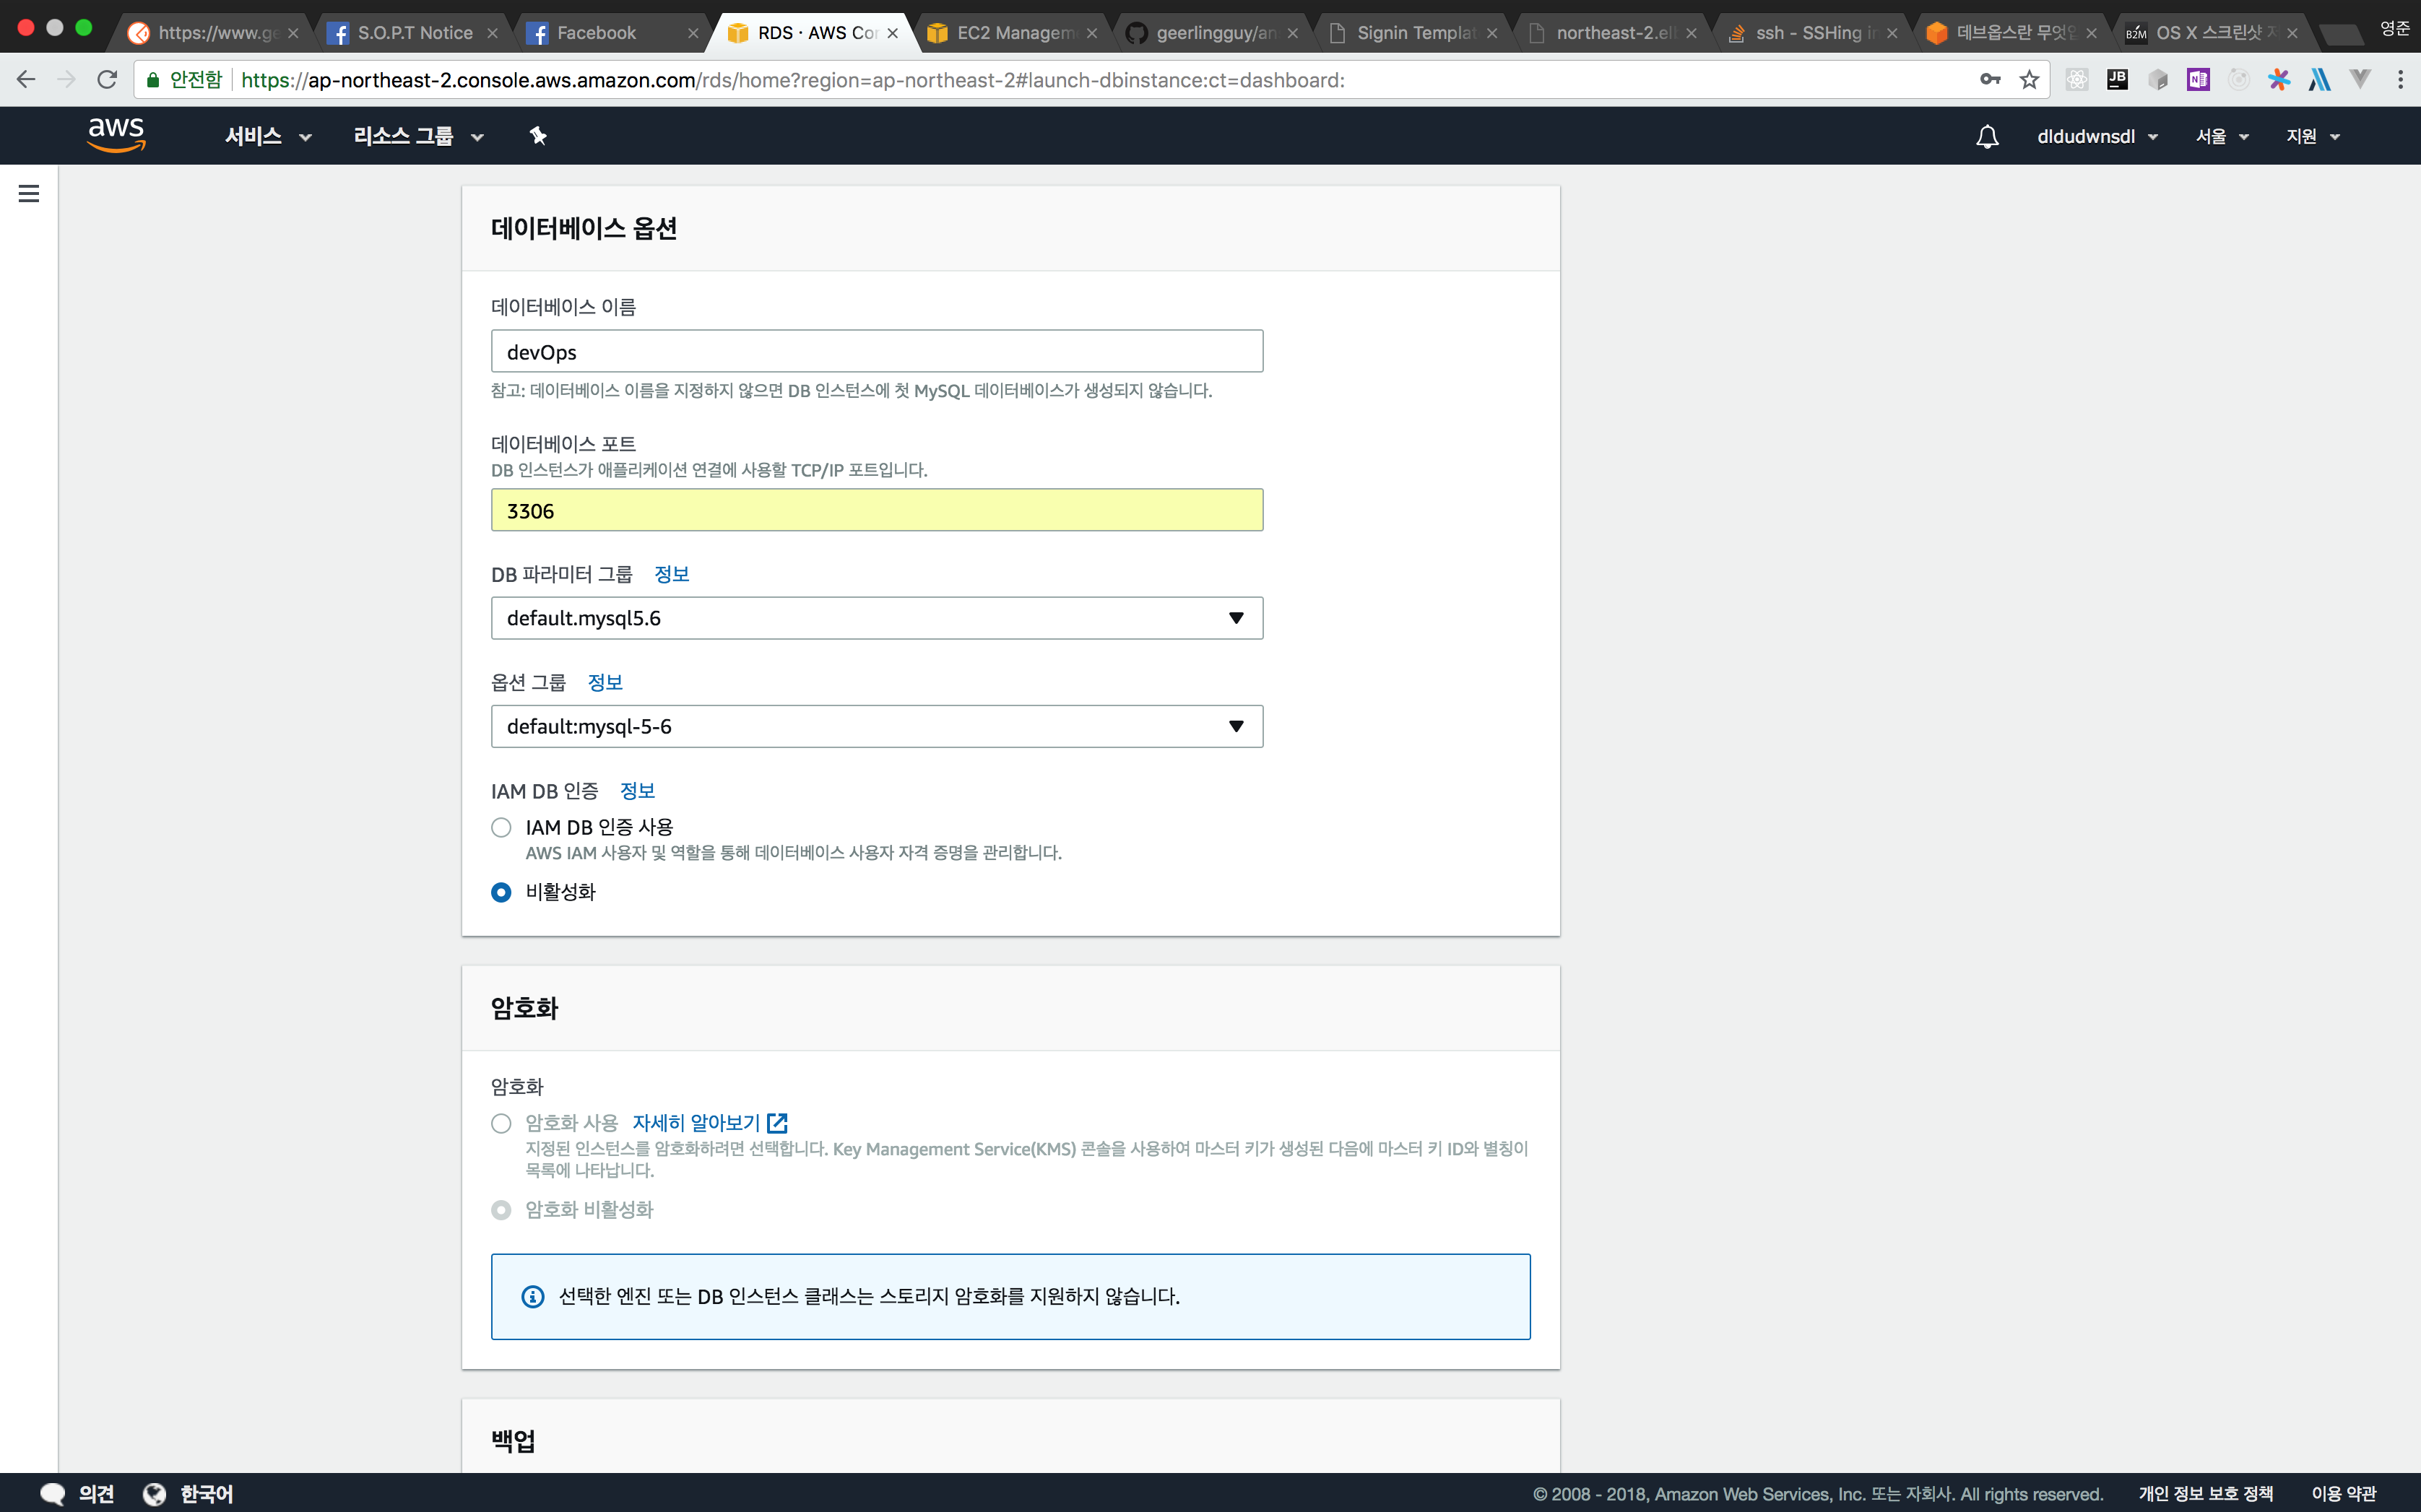 https://www.ge
S.O.P.T Notice
Facebook
RDS · AWS Con
EC2 Managem
geerlingguy/an
Signin Templat
northeast-2.el
ssh - SSHing in
데브옵스란 무엇입
B2M
OS X 스크린샷 저
영준
안전함
https://ap-northeast-2.console.aws.amazon.com/rds/home?region=ap-northeast-2#launch-dbinstance:ct=dashboard:
JB
N
aws
서비스
리소스 그룹
dldudwnsdl
서울
지원
데이터베이스 옵션
데이터베이스 이름
devOps
참고: 데이터베이스 이름을 지정하지 않으면 DB 인스턴스에 첫 MySQL 데이터베이스가 생성되지 않습니다.
데이터베이스 포트
DB 인스턴스가 애플리케이션 연결에 사용할 TCP/IP 포트입니다.
3306
DB 파라미터 그룹 정보
default.mysql5.6
옵션 그룹 정보
default:mysql-5-6
IAM DB 인증 정보
IAM DB 인증 사용
AWS IAM 사용자 및 역할을 통해 데이터베이스 사용자 자격 증명을 관리합니다.
비활성화
암호화
암호화
암호화 사용 자세히 알아보기
지정된 인스턴스를 암호화하려면 선택합니다. Key Management Service(KMS) 콘솔을 사용하여 마스터 키가 생성된 다음에 마스터 키 ID와 별칭이
목록에 나타납니다.
암호화 비활성화
선택한 엔진 또는 DB 인스턴스 클래스는 스토리지 암호화를 지원하지 않습니다.
백업
의견
한국어
© 2008 - 2018, Amazon Web Services, Inc. 또는 자회사. All rights reserved.
개인 정보 보호 정책
이용 약관